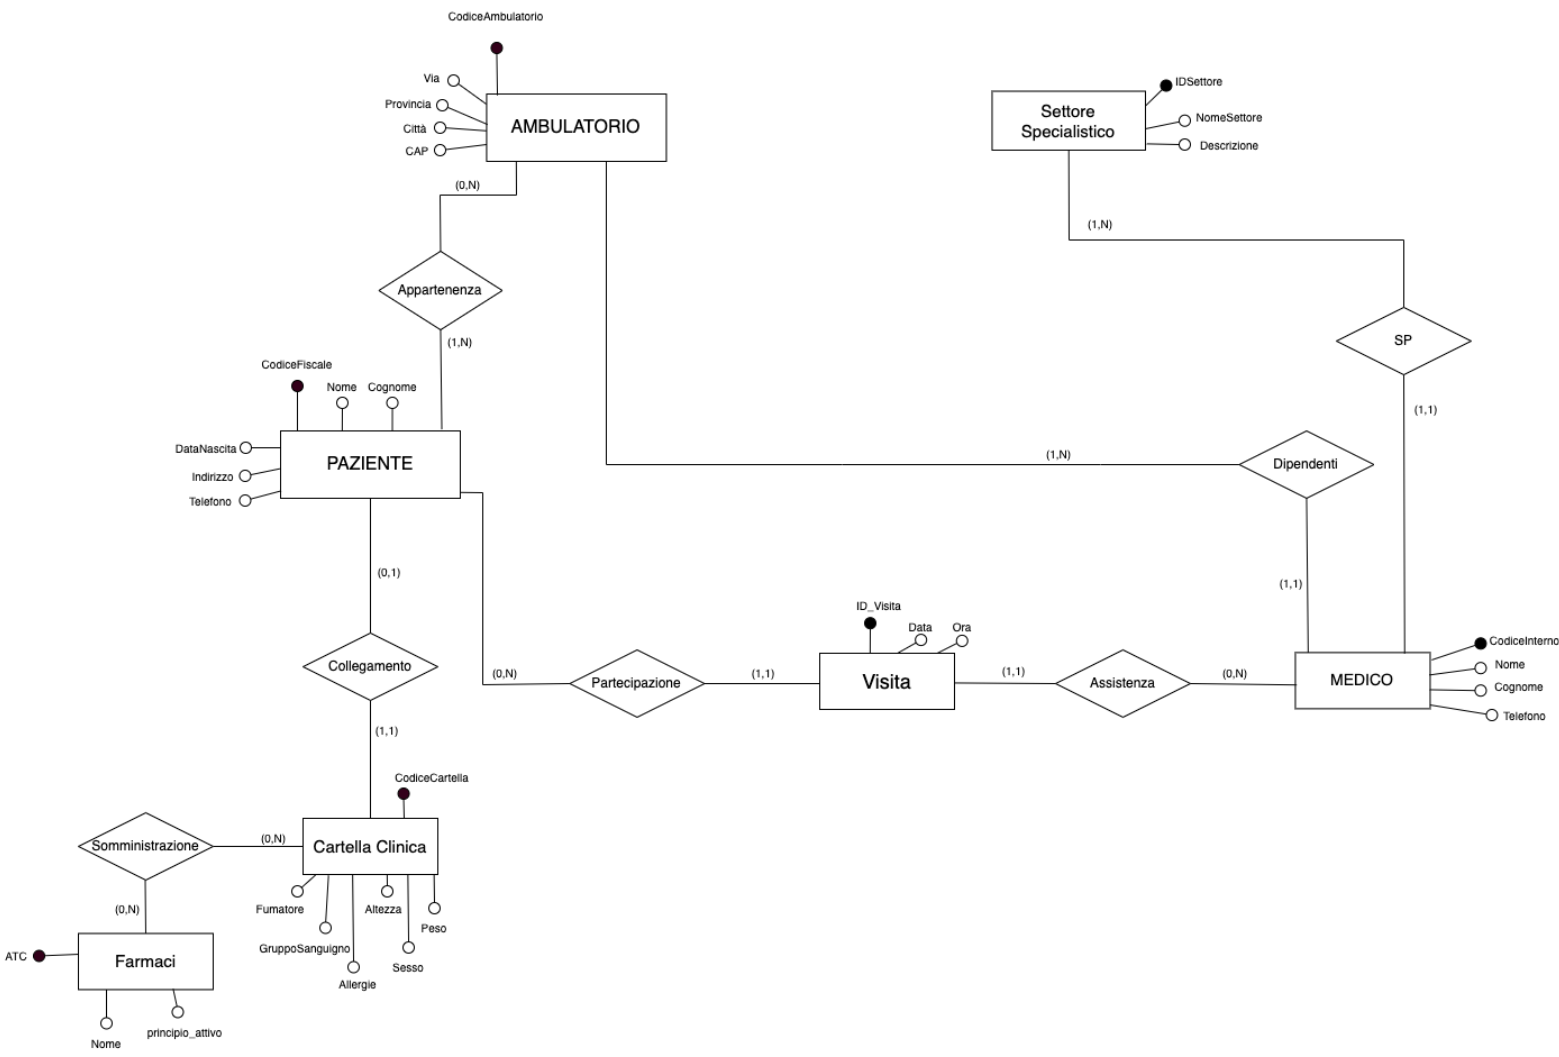 CodiceAmbulatorio
Via
Provincia
Città
CAP
AMBULATORIO
IDSettore
Settore
Specialistico
NomeSettore
Descrizione
(0,N)
(1,N)
Appartenenza
SP
(1,N)
CodiceFiscale
Nome
Cognome
(1,1)
DataNascita
PAZIENTE
Indirizzo
Telefono
(1,N)
Dipendenti
(0,1)
(1,1)
ID_Visita
Data
Ora
CodiceInterno
Collegamento
(0,N)
Partecipazione
(1,1)
Visita
(1,1)
Assistenza
(0,N)
MEDICO
Nome
Cognome
Telefono
(1,1)
CodiceCartella
Somministrazione
(0,N)
Cartella Clinica
(0,N)
Fumatore
Altezza
Peso
GruppoSanguigno
Sesso
Allergie
ATC
Farmaci
Nome
principio_attivo